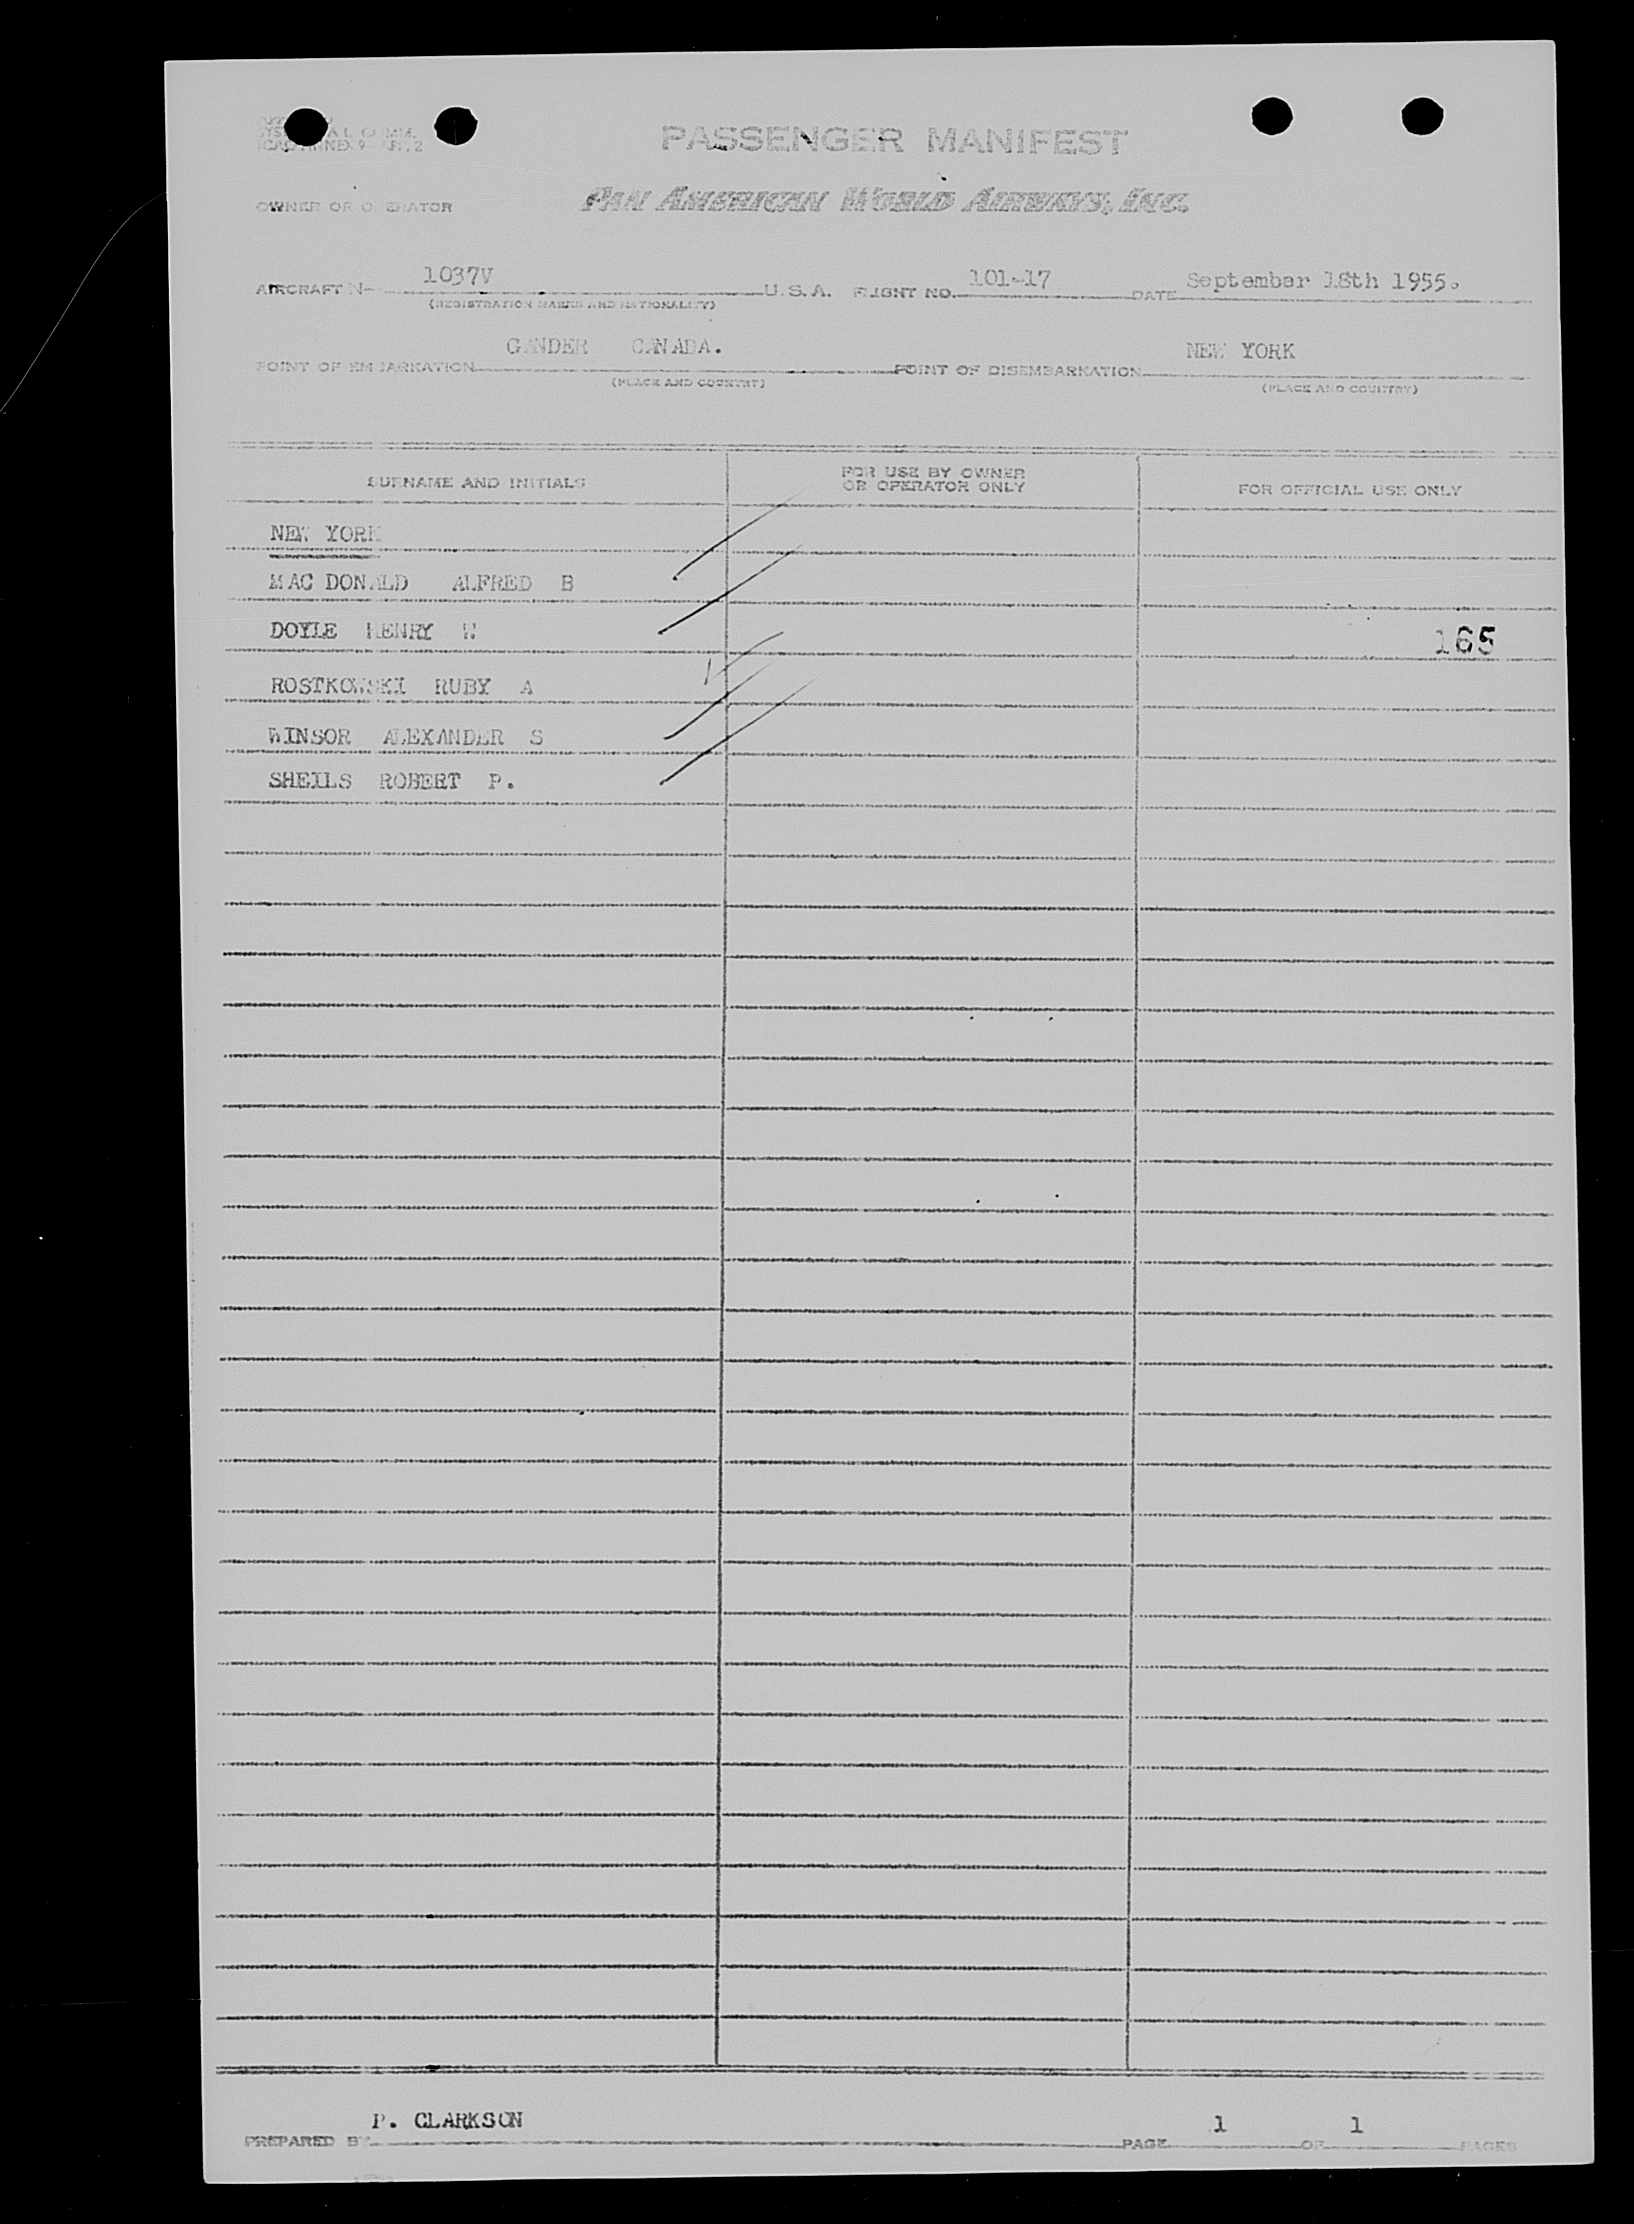 PASSENGER MANIFEST
OWNER OR OPERATOR PAN AMERICAN WORLD AIRWAYS, INC.
AIRCRAFT N- 1037V U.S.A. FLIGHT NO. 101-17 DATE September 18th 1955.
(REGISTRATION MARKS AND NATIONALITY)
POINT OF EMBARKATION GANDER CANADA. POINT OF DISEMBARKATION NEW YORK
(PLACE AND COUNTRY) (PLACE AND COUNTRY)
SURNAME AND INITIALS FOR USE BY OWNER OR OPERATOR ONLY FOR OFFICIAL USE ONLY
NEW YORK
MAC DONALD ALFRED B
DOYLE HENRY W 165
ROSTKOWSKI RUBY A
WINSOR ALEXANDER S
SHEILS ROBERT P.
PREPARED BY P. CLARKSON PAGE 1 OF 1 PAGES